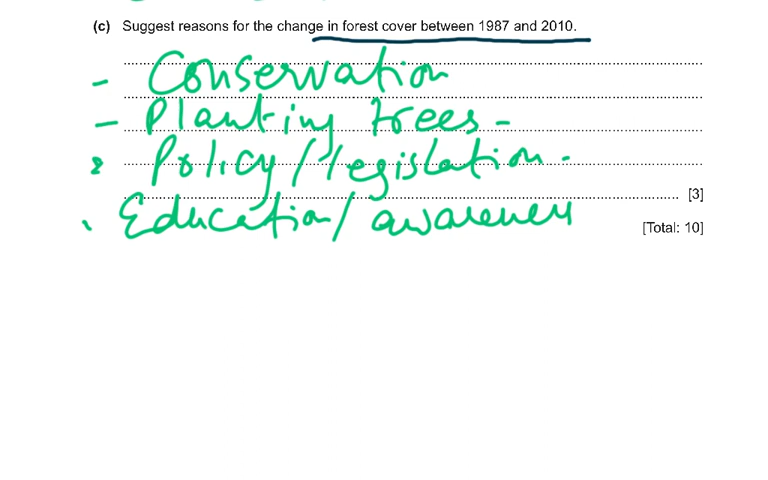 (c) Suggest reasons for the change in forest cover between 1987 and 2010.
- Conservation
- Planting trees -
Policy / legislation.
[3]
Education / awareness
[Total: 10]